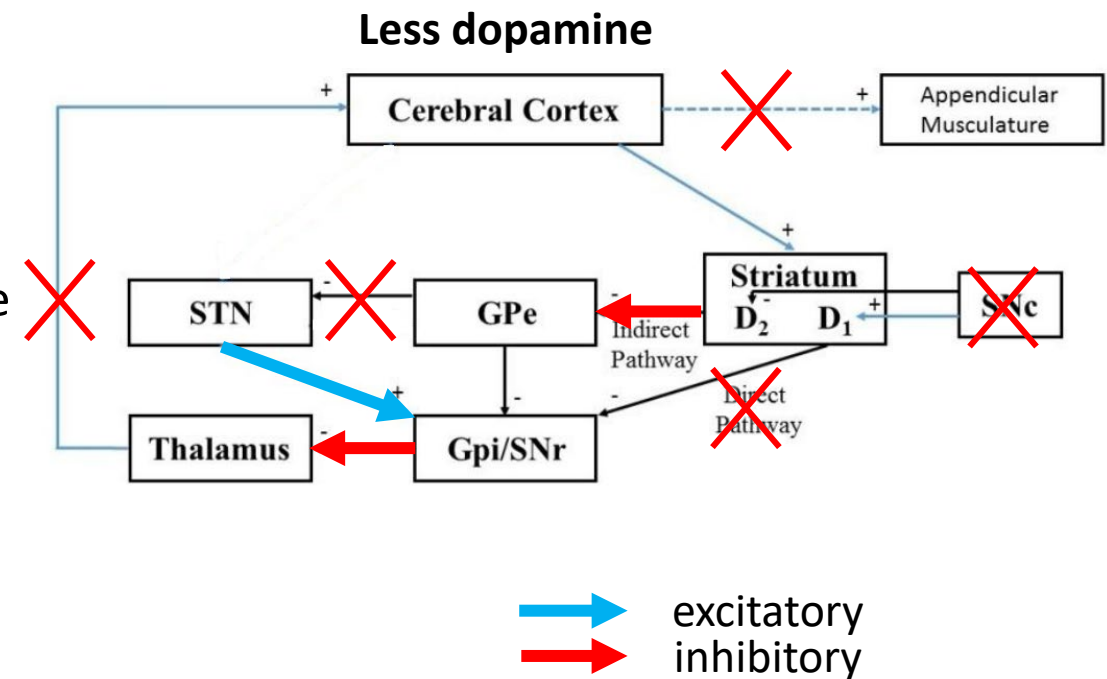 Less dopamine
+
Cerebral Cortex
+
Appendicular
Musculature
+
e
STN
-
GPe
-
Indirect
Pathway
Striatum
-
+
D₂ D₁
SNc
+
-
-
Direct
Pathway
Thalamus
-
Gpi/SNr
excitatory
inhibitory